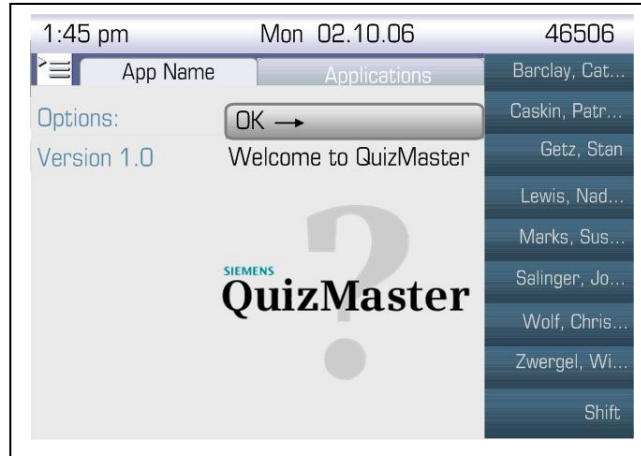 1:45 pm Mon 02.10.06 46506
App Name Applications
Options:
OK →
Version 1.0
Welcome to QuizMaster
SIEMENS
QuizMaster
?
Barclay, Cat...
Caskin, Patr...
Getz, Stan
Lewis, Nad...
Marks, Sus...
Salinger, Jo...
Wolf, Chris...
Zwergel, Wi...
Shift